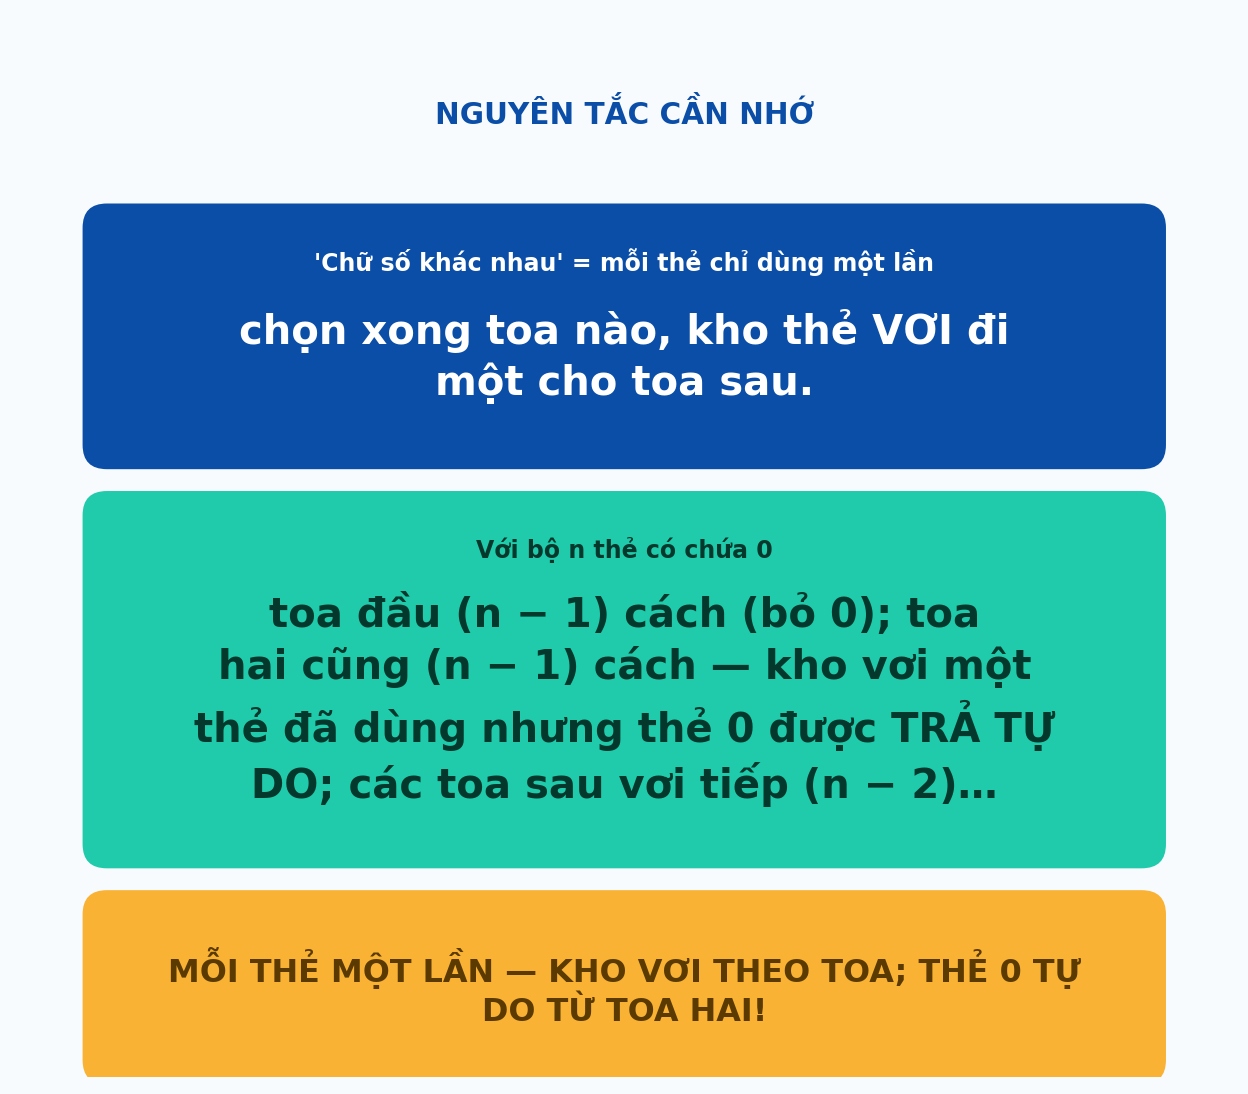 NGUYÊN TẮC CẦN NHỚ
'Chữ số khác nhau' = mỗi thẻ chỉ dùng một lần
chọn xong toa nào, kho thẻ VƠI đi
một cho toa sau.
Với bộ n thẻ có chứa 0
toa đầu (n − 1) cách (bỏ 0); toa
hai cũng (n − 1) cách — kho vơi một
thẻ đã dùng nhưng thẻ 0 được TRẢ TỰ
DO; các toa sau vơi tiếp (n − 2)…
MỖI THẺ MỘT LẦN — KHO VƠI THEO TOA; THẺ 0 TỰ
DO TỪ TOA HAI!